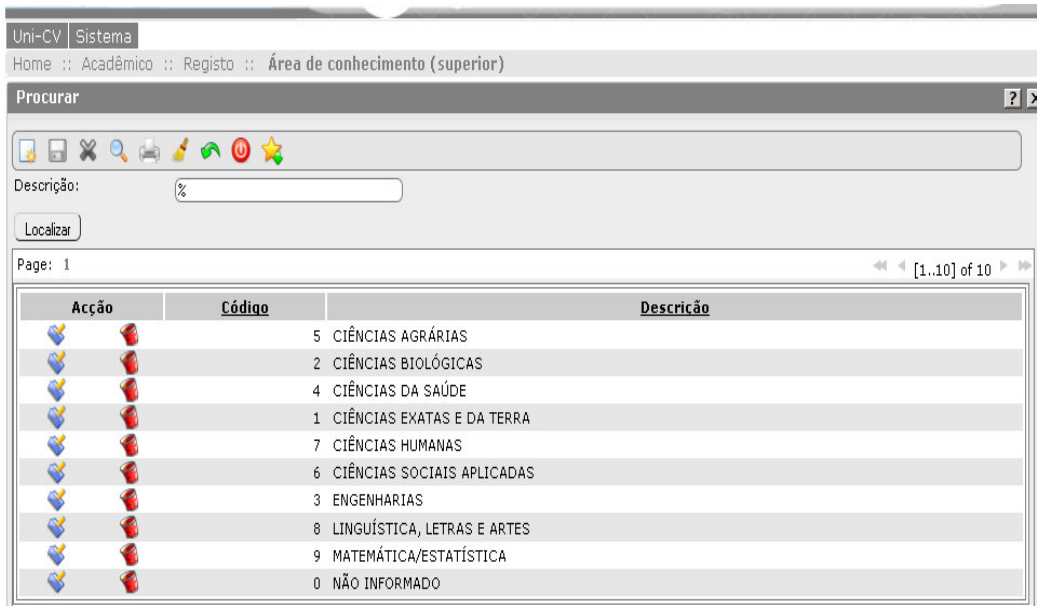 Uni-CV Sistema
Home :: Acadêmico :: Registo :: Área de conhecimento (superior)
Procurar ? X
Descrição: %
Localizar
Page: 1 [1..10] of 10
Acção Código Descrição
5 CIÊNCIAS AGRÁRIAS
2 CIÊNCIAS BIOLÓGICAS
4 CIÊNCIAS DA SAÚDE
1 CIÊNCIAS EXATAS E DA TERRA
7 CIÊNCIAS HUMANAS
6 CIÊNCIAS SOCIAIS APLICADAS
3 ENGENHARIAS
8 LINGUÍSTICA, LETRAS E ARTES
9 MATEMÁTICA/ESTATÍSTICA
0 NÃO INFORMADO